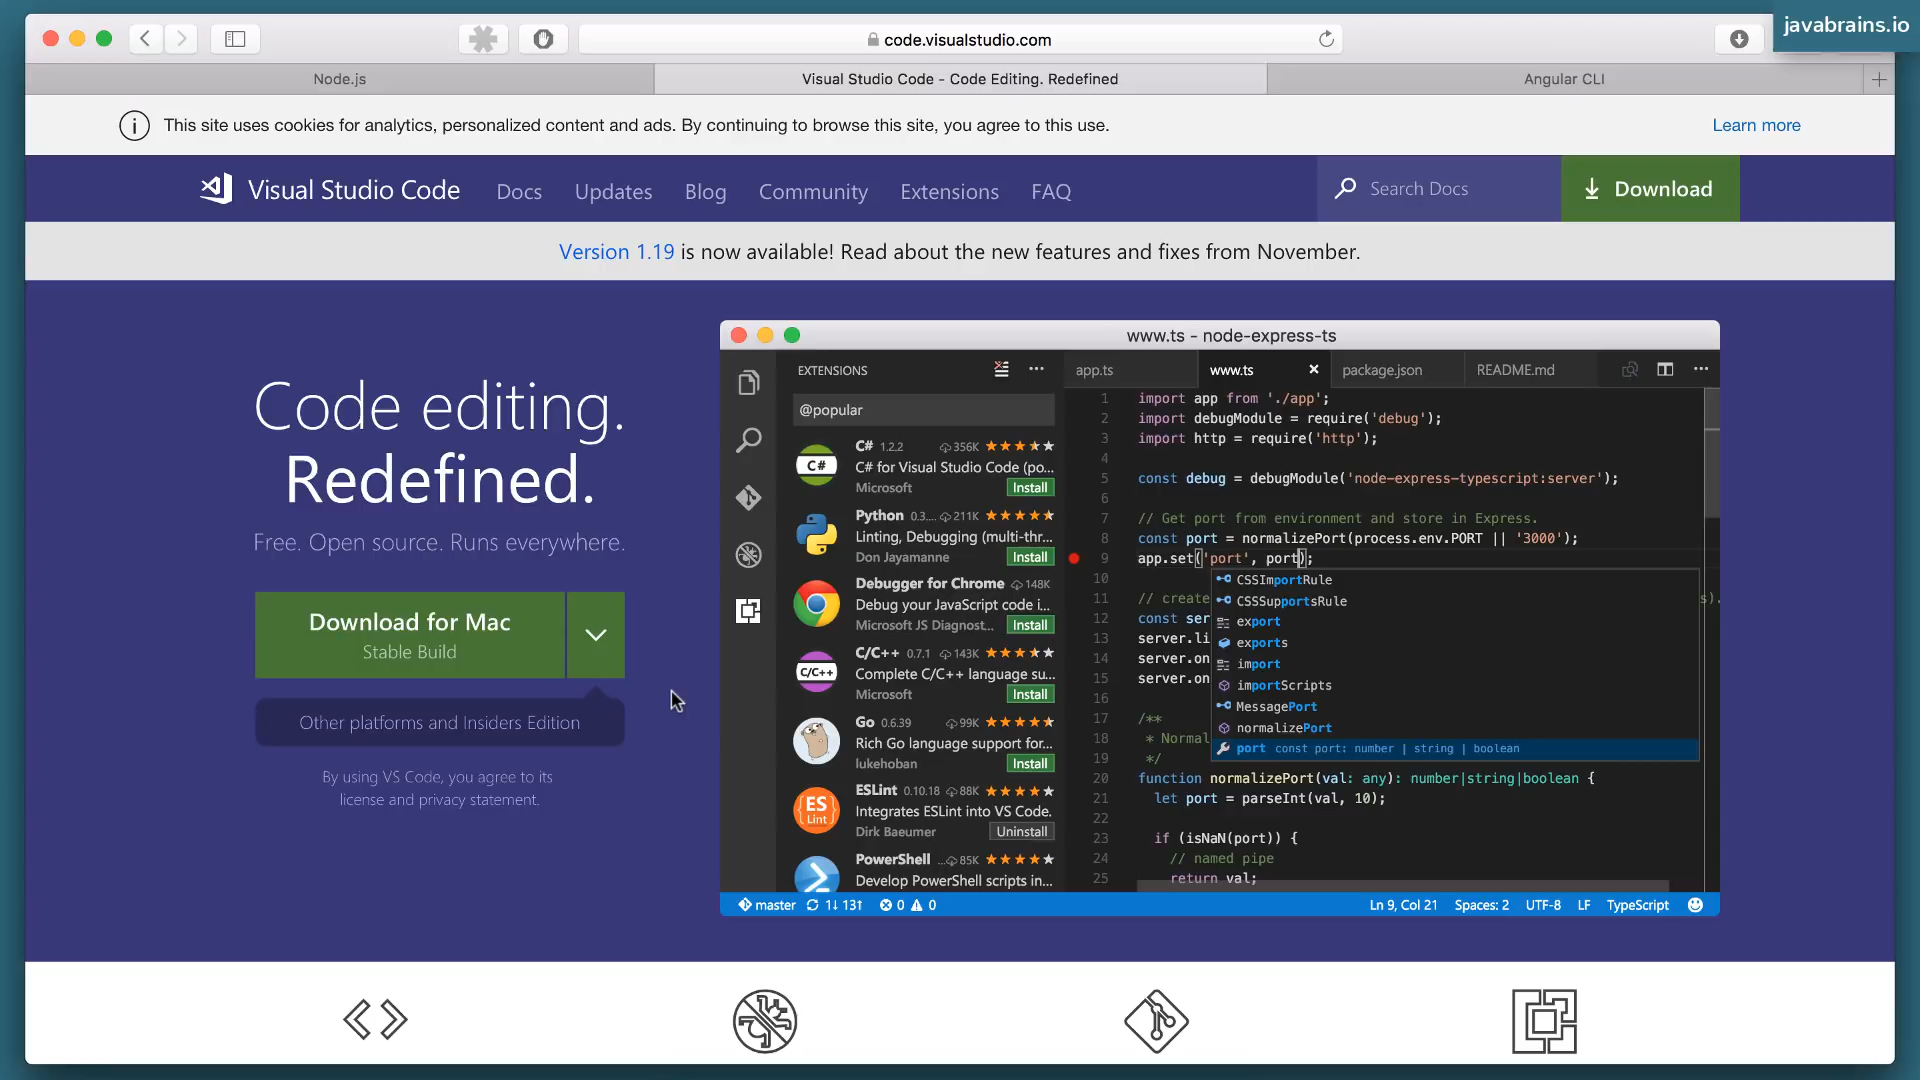 javabrains.io
code.visualstudio.com
Node.js
Visual Studio Code - Code Editing. Redefined
Angular CLI
This site uses cookies for analytics, personalized content and ads. By continuing to browse this site, you agree to this use.
Learn more
Visual Studio Code
Docs
Updates
Blog
Community
Extensions
FAQ
Search Docs
Download
Version 1.19 is now available! Read about the new features and fixes from November.
Code editing.
Redefined.
Free. Open source. Runs everywhere.
Download for Mac
Stable Build
Other platforms and Insiders Edition
By using VS Code, you agree to its
license and privacy statement.
www.ts - node-express-ts
EXTENSIONS
@popular
C# 1.2.2 356K
C# for Visual Studio Code (po...
Microsoft Install
Python 0.3.... 211K
Linting, Debugging (multi-thr...
Don Jayamanne Install
Debugger for Chrome 148K
Debug your JavaScript code i...
Microsoft JS Diagnost... Install
C/C++
C/C++ 0.7.1 143K
Complete C/C++ language su...
Microsoft Install
Go 0.6.39 99K
Rich Go language support for...
lukehoban Install
ES
Lint
ESLint 0.10.18 88K
Integrates ESLint into VS Code.
Dirk Baeumer Uninstall
PowerShell ... 85K
Develop PowerShell scripts in...
app.ts
www.ts
package.json
README.md
1 import app from './app';
2 import debugModule = require('debug');
3 import http = require('http');
4
5 const debug = debugModule('node-express-typescript:server');
6
7 // Get port from environment and store in Express.
8 const port = normalizePort(process.env.PORT || '3000');
9 app.set('port', port);
10
11 // create s).
12 const ser
13 server.li
14 server.on
15 server.on
16
17 /**
18 * Normal
19 */
20 function normalizePort(val: any): number|string|boolean {
21 let port = parseInt(val, 10);
22
23 if (isNaN(port)) {
24 // named pipe
25 return val;
CSSImportRule
CSSSupportsRule
export
exports
import
importScripts
MessagePort
normalizePort
port const port: number | string | boolean
master 1↓ 13↑ 0 0
Ln 9, Col 21 Spaces: 2 UTF-8 LF TypeScript